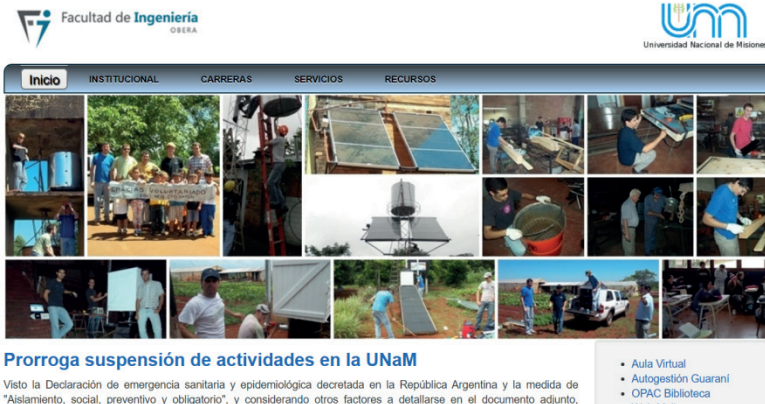 Facultad de Ingeniería
OBERA
Universidad Nacional de Misiones
Inicio INSTITUCIONAL CARRERAS SERVICIOS RECURSOS
GRACIAS VOLUNTARIADO
Prorroga suspensión de actividades en la UNaM
Visto la Declaración de emergencia sanitaria y epidemiológica decretada en la República Argentina y la medida de
"Aislamiento, social, preventivo y obligatorio", y considerando otros factores a detallarse en el documento adjunto,
Aula Virtual
Autogestión Guaraní
OPAC Biblioteca